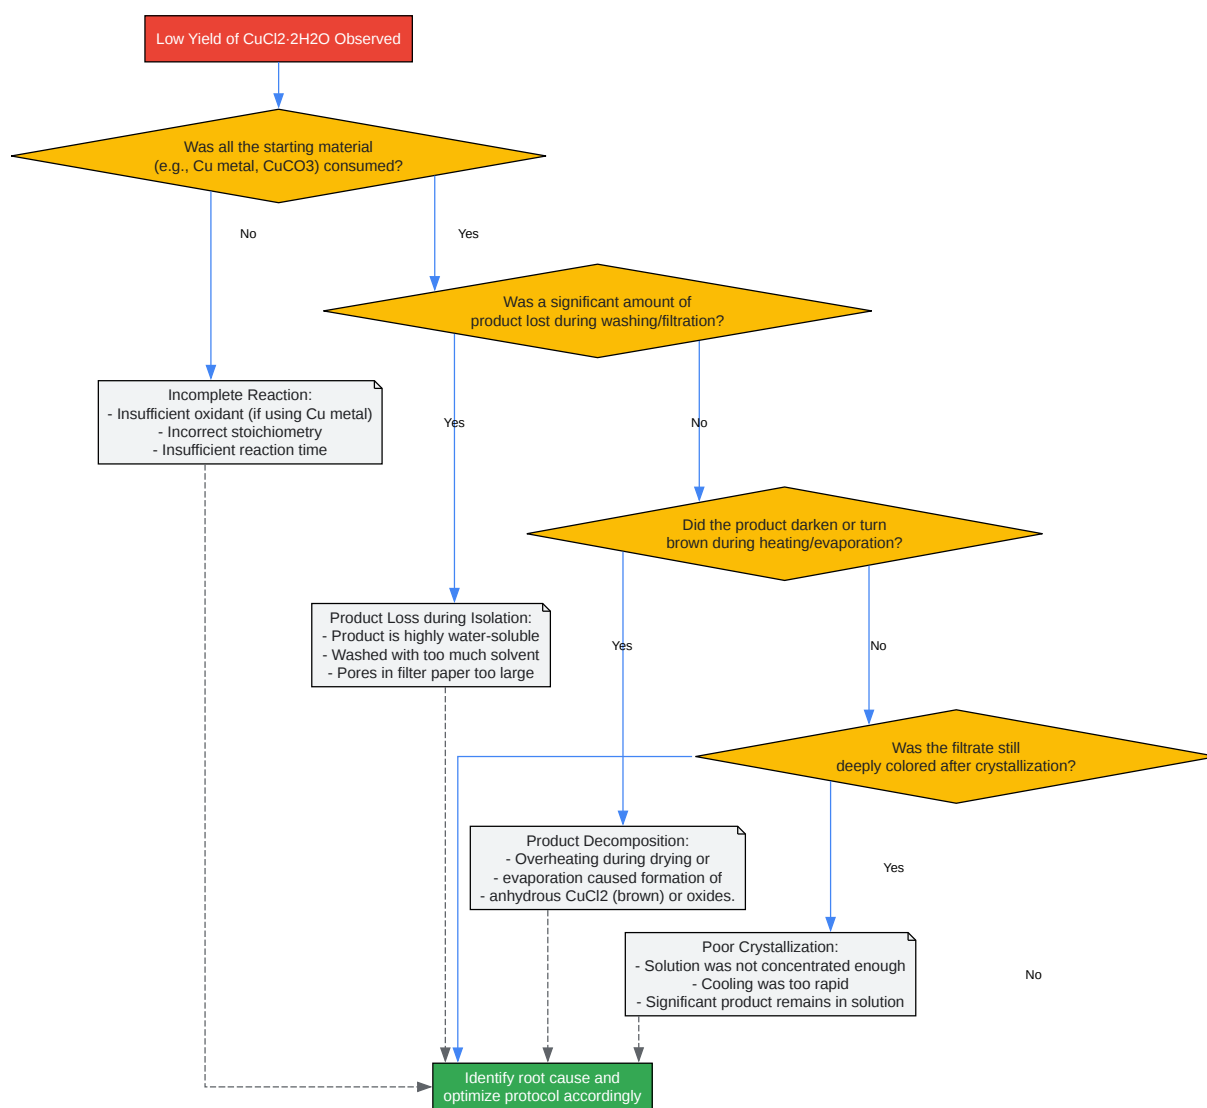 Low Yield of CuCl2·2H2O Observed
Was all the starting material
(e.g., Cu metal, CuCO3) consumed?
No
Yes
Was a significant amount of
product lost during washing/filtration?
Incomplete Reaction:
- Insufficient oxidant (if using Cu metal)
- Incorrect stoichiometry
- Insufficient reaction time
Yes
No
Did the product darken or turn
brown during heating/evaporation?
Product Loss during Isolation:
- Product is highly water-soluble
- Washed with too much solvent
- Pores in filter paper too large
Yes
No
Was the filtrate still
deeply colored after crystallization?
Product Decomposition:
- Overheating during drying or
- evaporation caused formation of
- anhydrous CuCl2 (brown) or oxides.
Yes
Poor Crystallization:
- Solution was not concentrated enough
- Cooling was too rapid
- Significant product remains in solution
No
Identify root cause and
optimize protocol accordingly